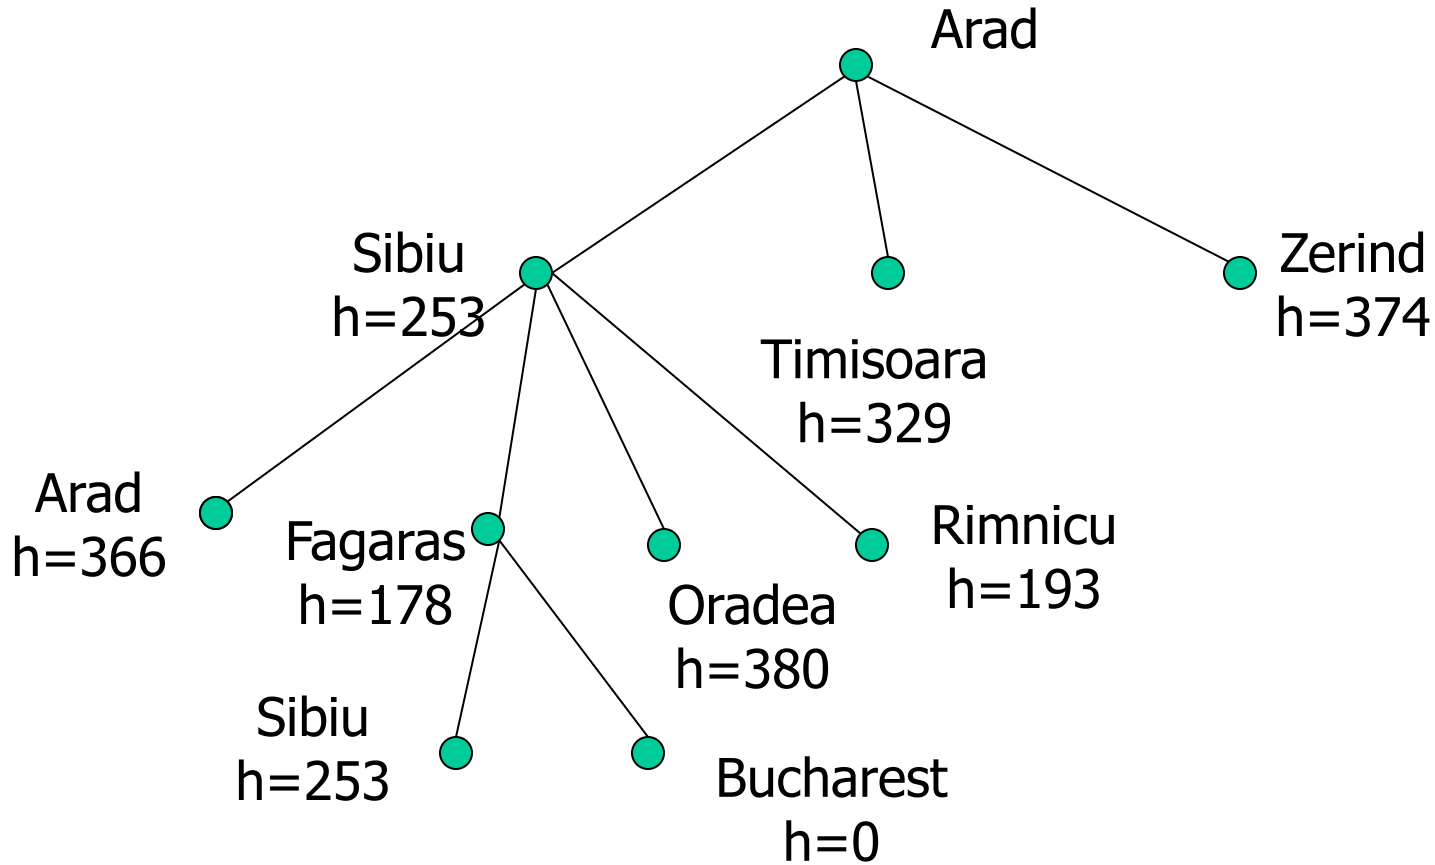 Arad
Sibiu
h=253
Zerind
h=374
Timisoara
h=329
Arad
h=366
Fagaras
h=178
Oradea
h=380
Rimnicu
h=193
Sibiu
h=253
Bucharest
h=0